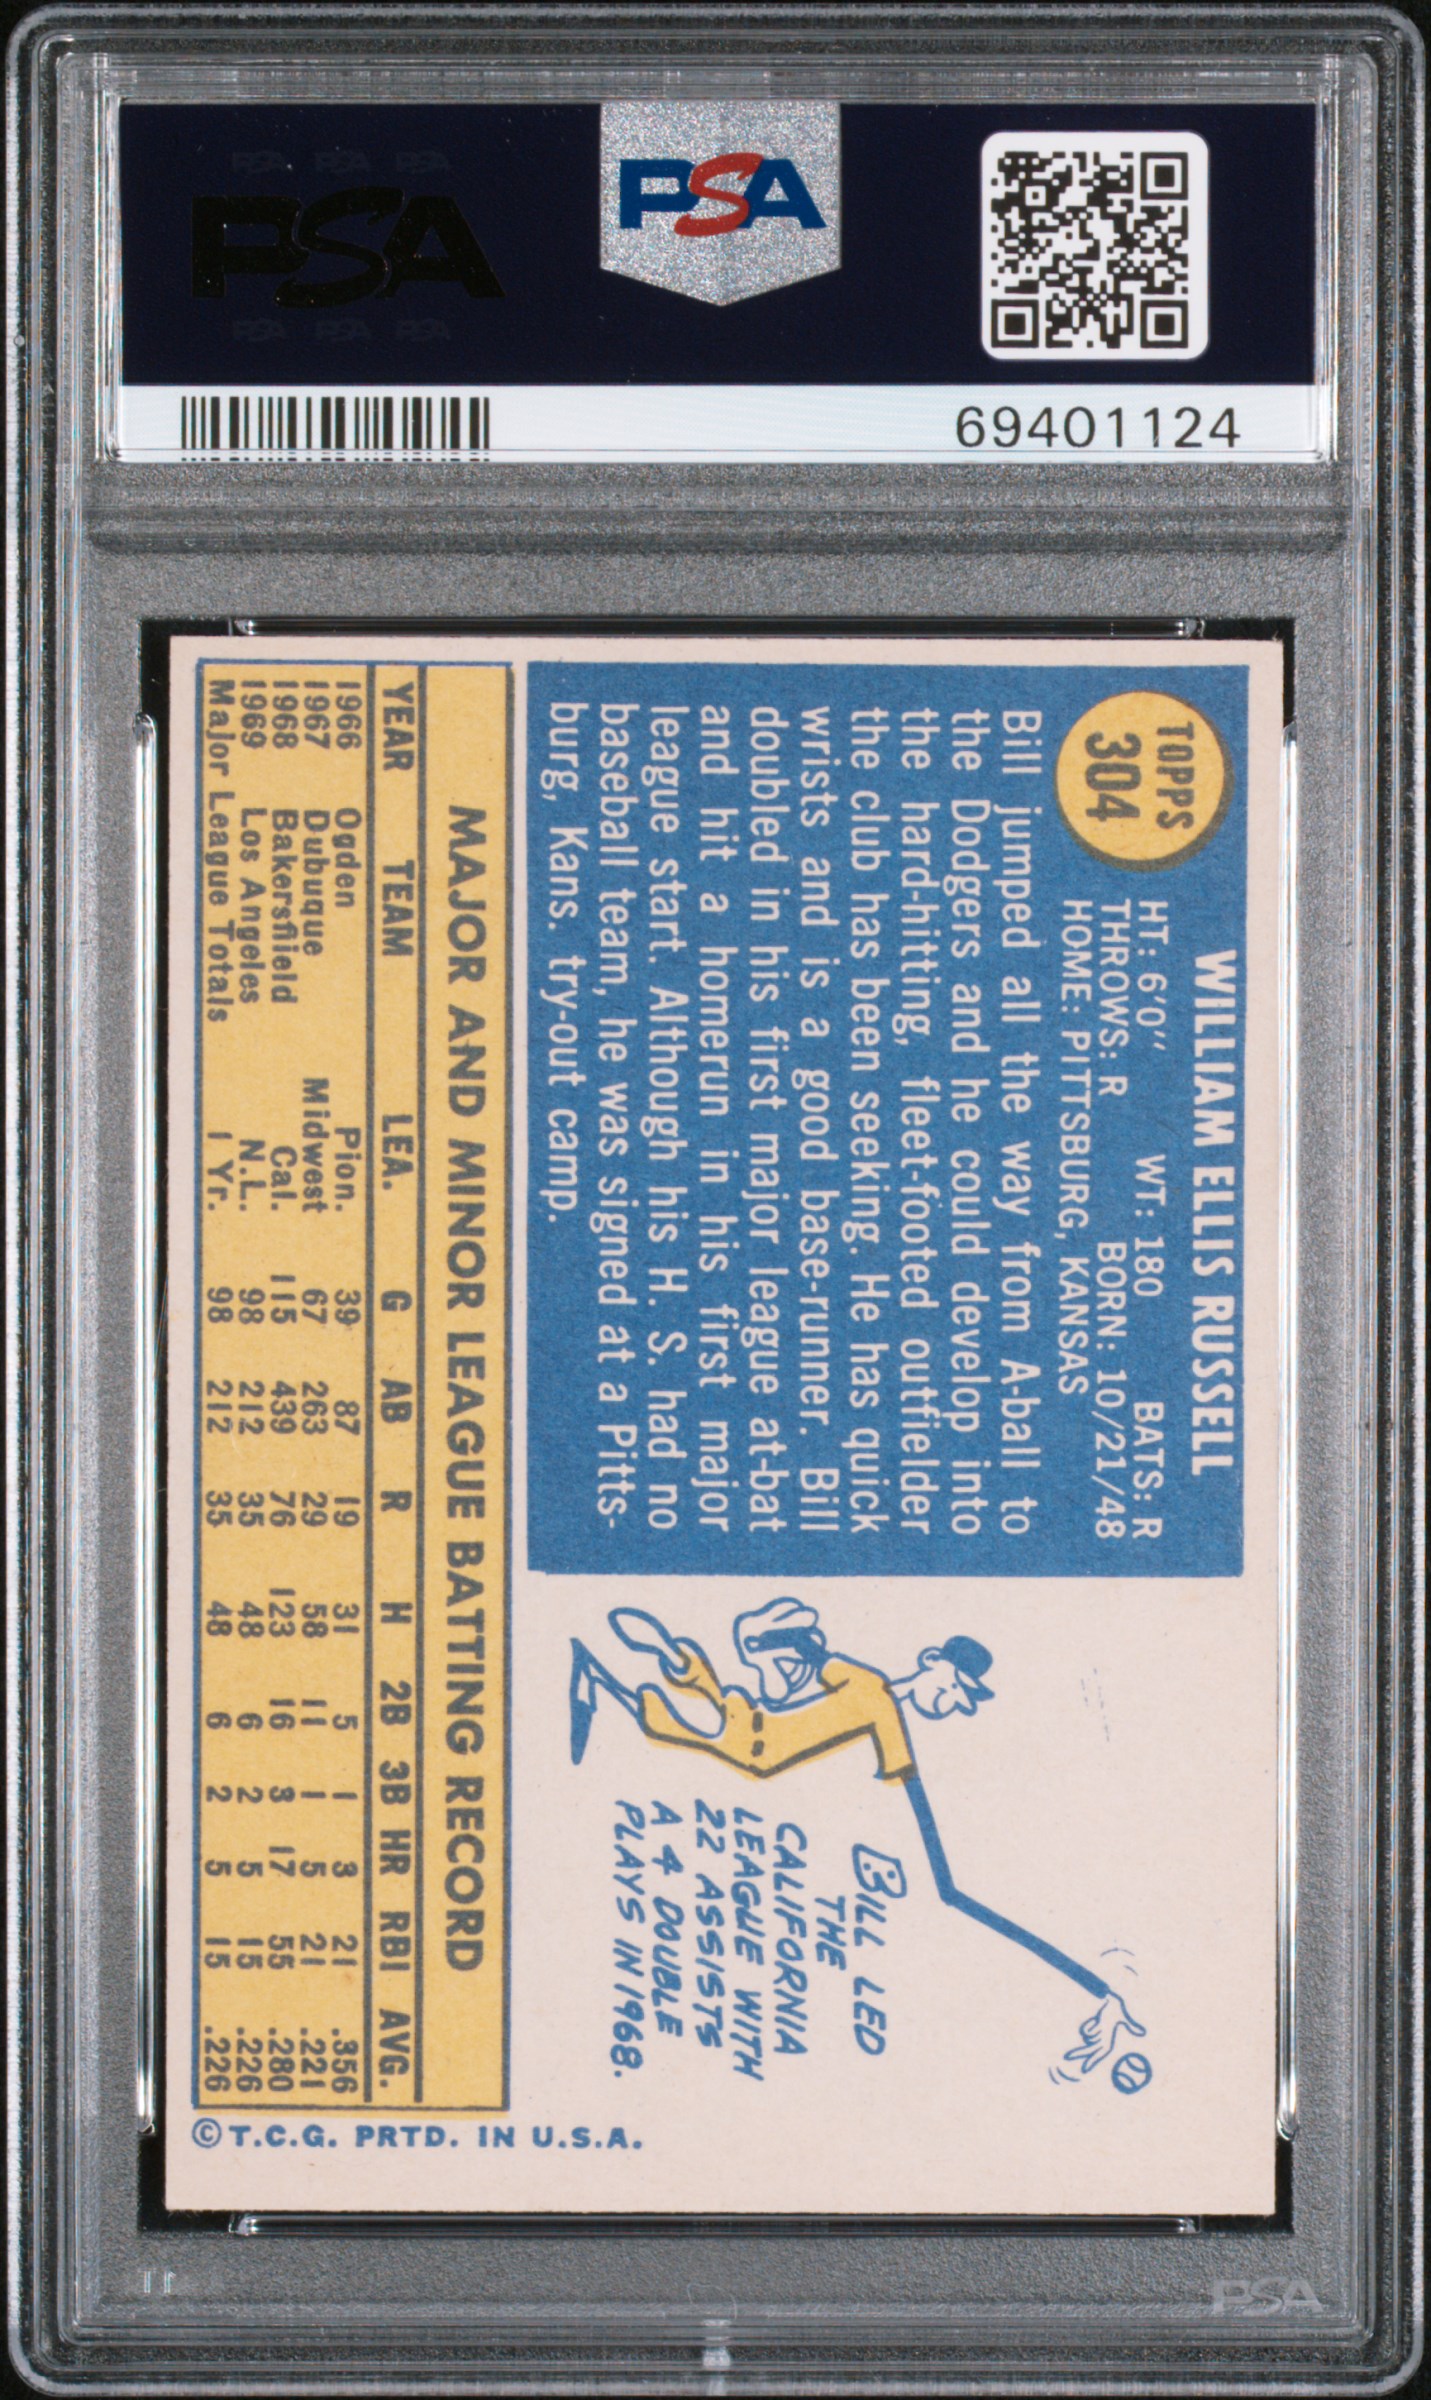 PSA PSA PSA
PSA
PSA PSA PSA
PSA
69401124
TOPPS
304
WILLIAM ELLIS RUSSELL
HT: 6'0" WT: 180 BATS: R
THROWS: R BORN: 10/21/48
HOME: PITTSBURG, KANSAS
Bill jumped all the way from A-ball to
the Dodgers and he could develop into
the hard-hitting, fleet-footed outfielder
the club has been seeking. He has quick
wrists and is a good base-runner. Bill
doubled in his first major league at-bat
and hit a homerun in his first major
league start. Although his H. S. had no
baseball team, he was signed at a Pitts-
burg, Kans. try-out camp.
BILL LED
THE
CALIFORNIA
LEAGUE WITH
22 ASSISTS
A 4 DOUBLE
PLAYS IN 1968.
MAJOR AND MINOR LEAGUE BATTING RECORD
YEAR TEAM LEA. G AB R H 2B 3B HR RBI AVG.
1966 Ogden Pion. 39 87 19 31 5 1 3 21 .356
1967 Dubuque Midwest 67 263 29 58 11 1 5 21 .221
1968 Bakersfield Cal. 115 439 76 123 16 3 17 55 .280
1969 Los Angeles N.L. 98 212 35 48 6 2 5 15 .226
Major League Totals 1 Yr. 98 212 35 48 6 2 5 15 .226
© T.C.G. PRTD. IN U.S.A.
PSA